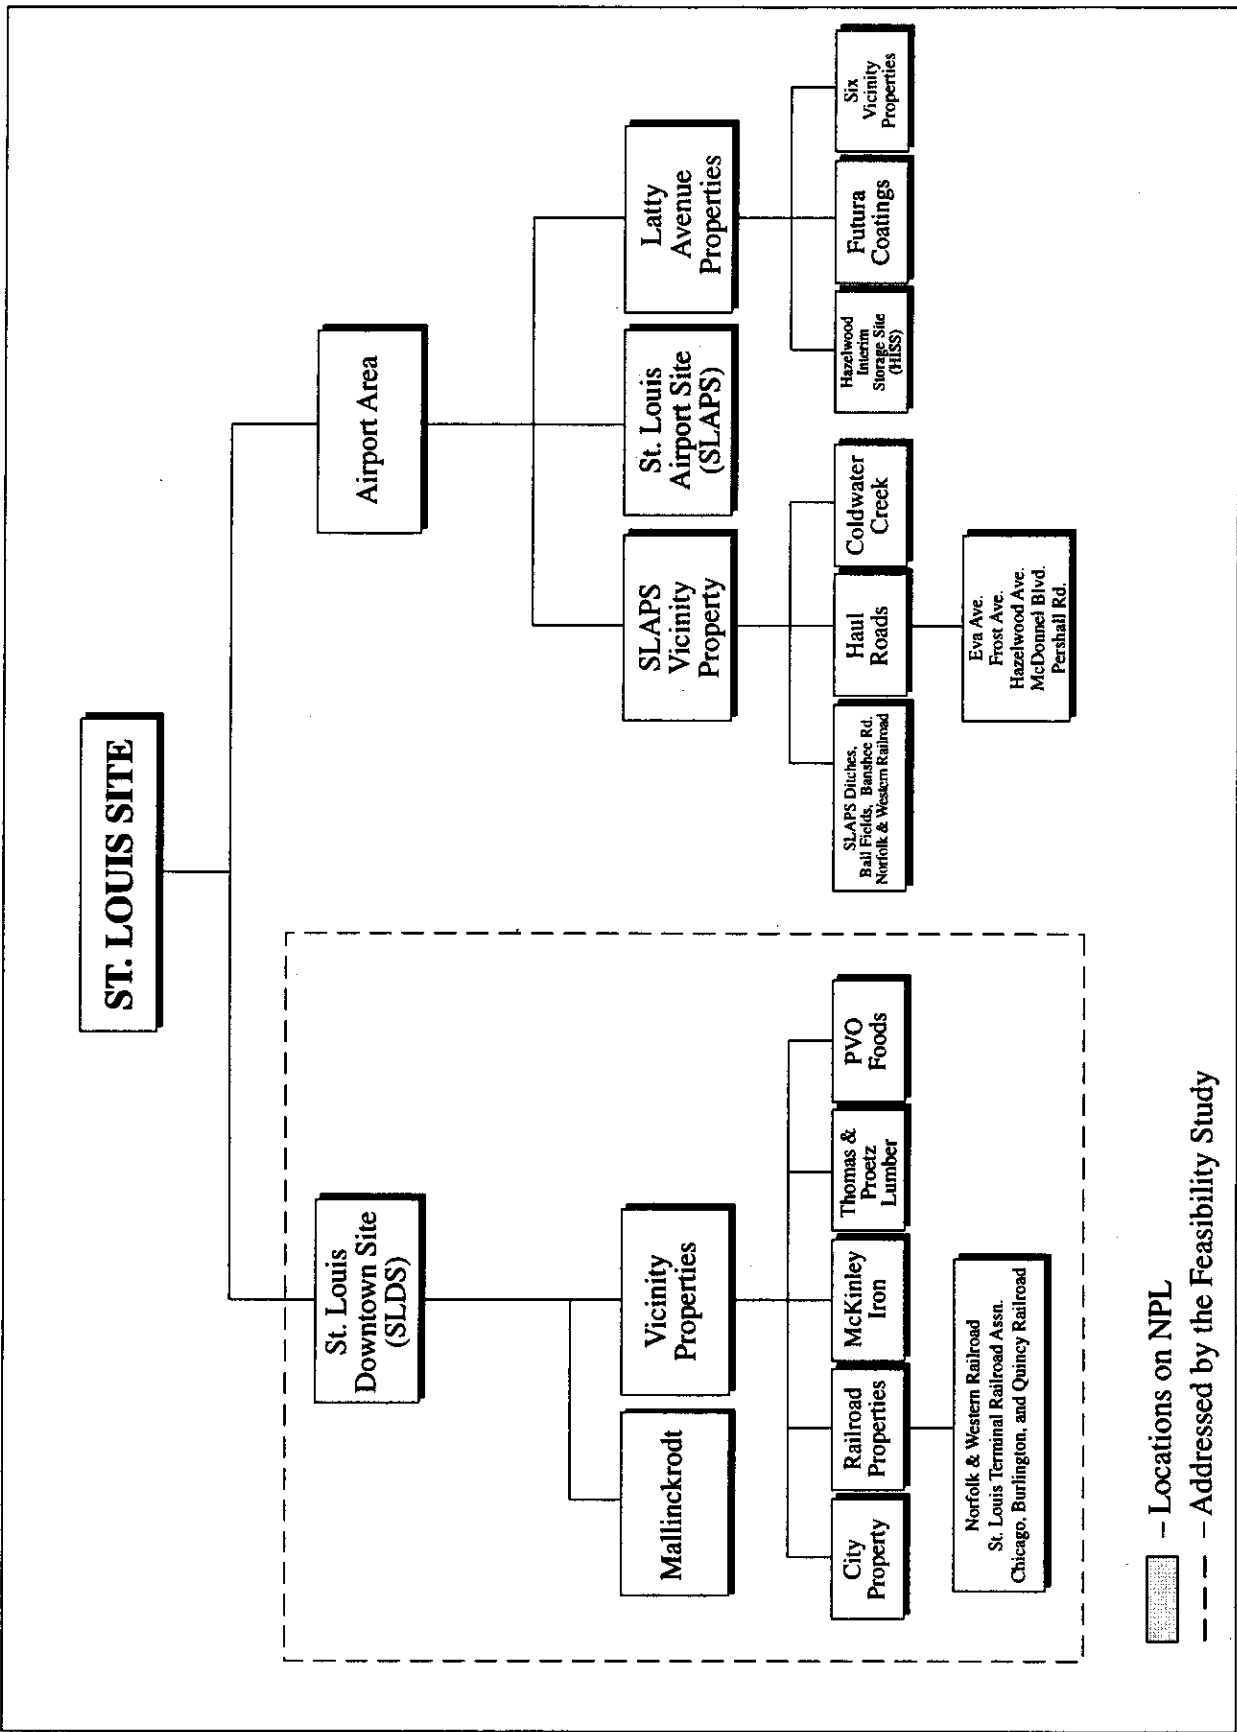 ST. LOUIS SITE
St. Louis
Downtown Site
(SLDS)
Airport Area
Mallinckrodt
Vicinity
Properties
SLAPS
Vicinity
Property
St. Louis
Airport Site
(SLAPS)
Latty
Avenue
Properties
City
Property
Railroad
Properties
McKinley
Iron
Thomas &
Proetz
Lumber
PVO
Foods
SLAPS Ditches,
Ball Fields, Banshee Rd.
Norfolk & Western Railroad
Haul
Roads
Coldwater
Creek
Hazelwood
Interim
Storage Site
(HISS)
Futura
Coatings
Six
Vicinity
Properties
Norfolk & Western Railroad
St. Louis Terminal Railroad Assn.
Chicago, Burlington, and Quincy Railroad
Eva Ave.
Frost Ave.
Hazelwood Ave.
McDonnel Blvd.
Pershall Rd.
– Locations on NPL
– Addressed by the Feasibility Study